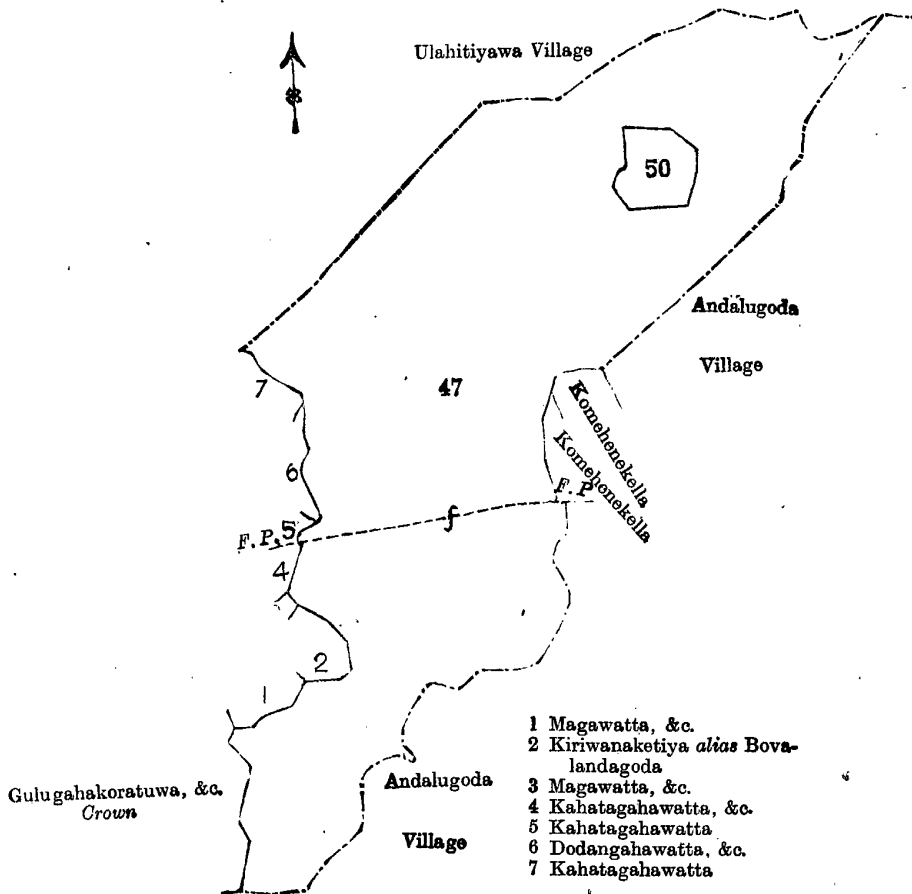 Ulahitiyawa Village
50
Andalugoda
Village
7
47
Komehenekella
Komehenekella
6
F. P.
F. P.
5
f
4
2
1
Gulugahakoratuwa, &c.
Crown
Andalugoda
Village
1 Magawatta, &c.
2 Kiriwanaketiya alias Bova-
landagoda
3 Magawatta, &c.
4 Kahatagahawatta, &c.
5 Kahatagahawatta
6 Dodangahawatta, &c.
7 Kahatagahawatta